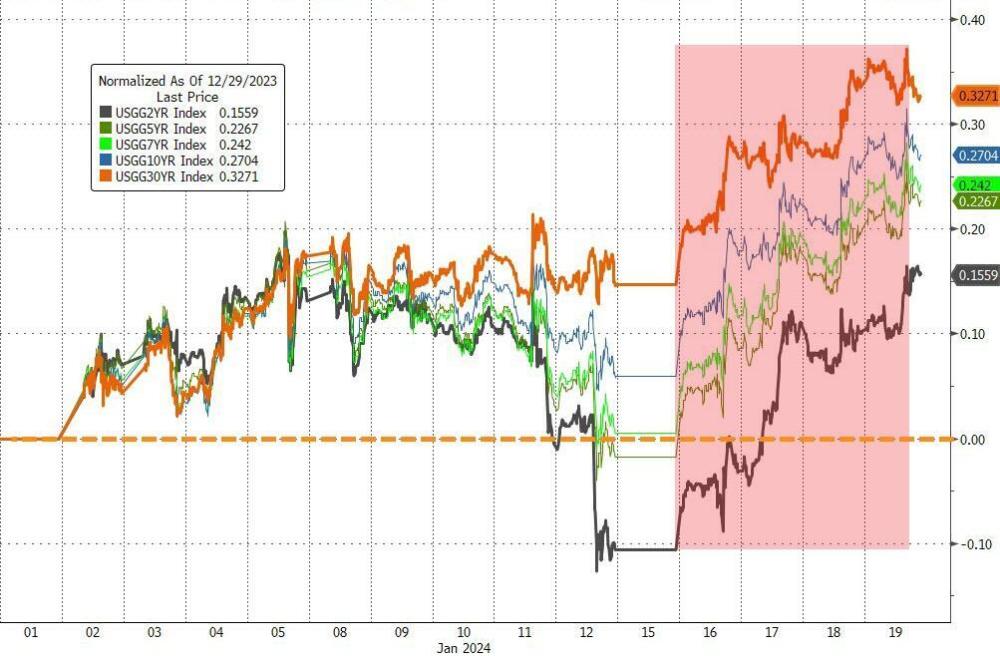 Normalized As Of 12/29/2023
Last Price
USGG2YR Index 0.1559
USGG5YR Index 0.2267
USGG7YR Index 0.242
USGG10YR Index 0.2704
USGG30YR Index 0.3271
0.40
0.3271
0.30
0.2704
0.242
0.2267
0.20
0.1559
0.10
0.00
-0.10
01 02 03 04 05 08 09 10 11 12 15 16 17 18 19
Jan 2024